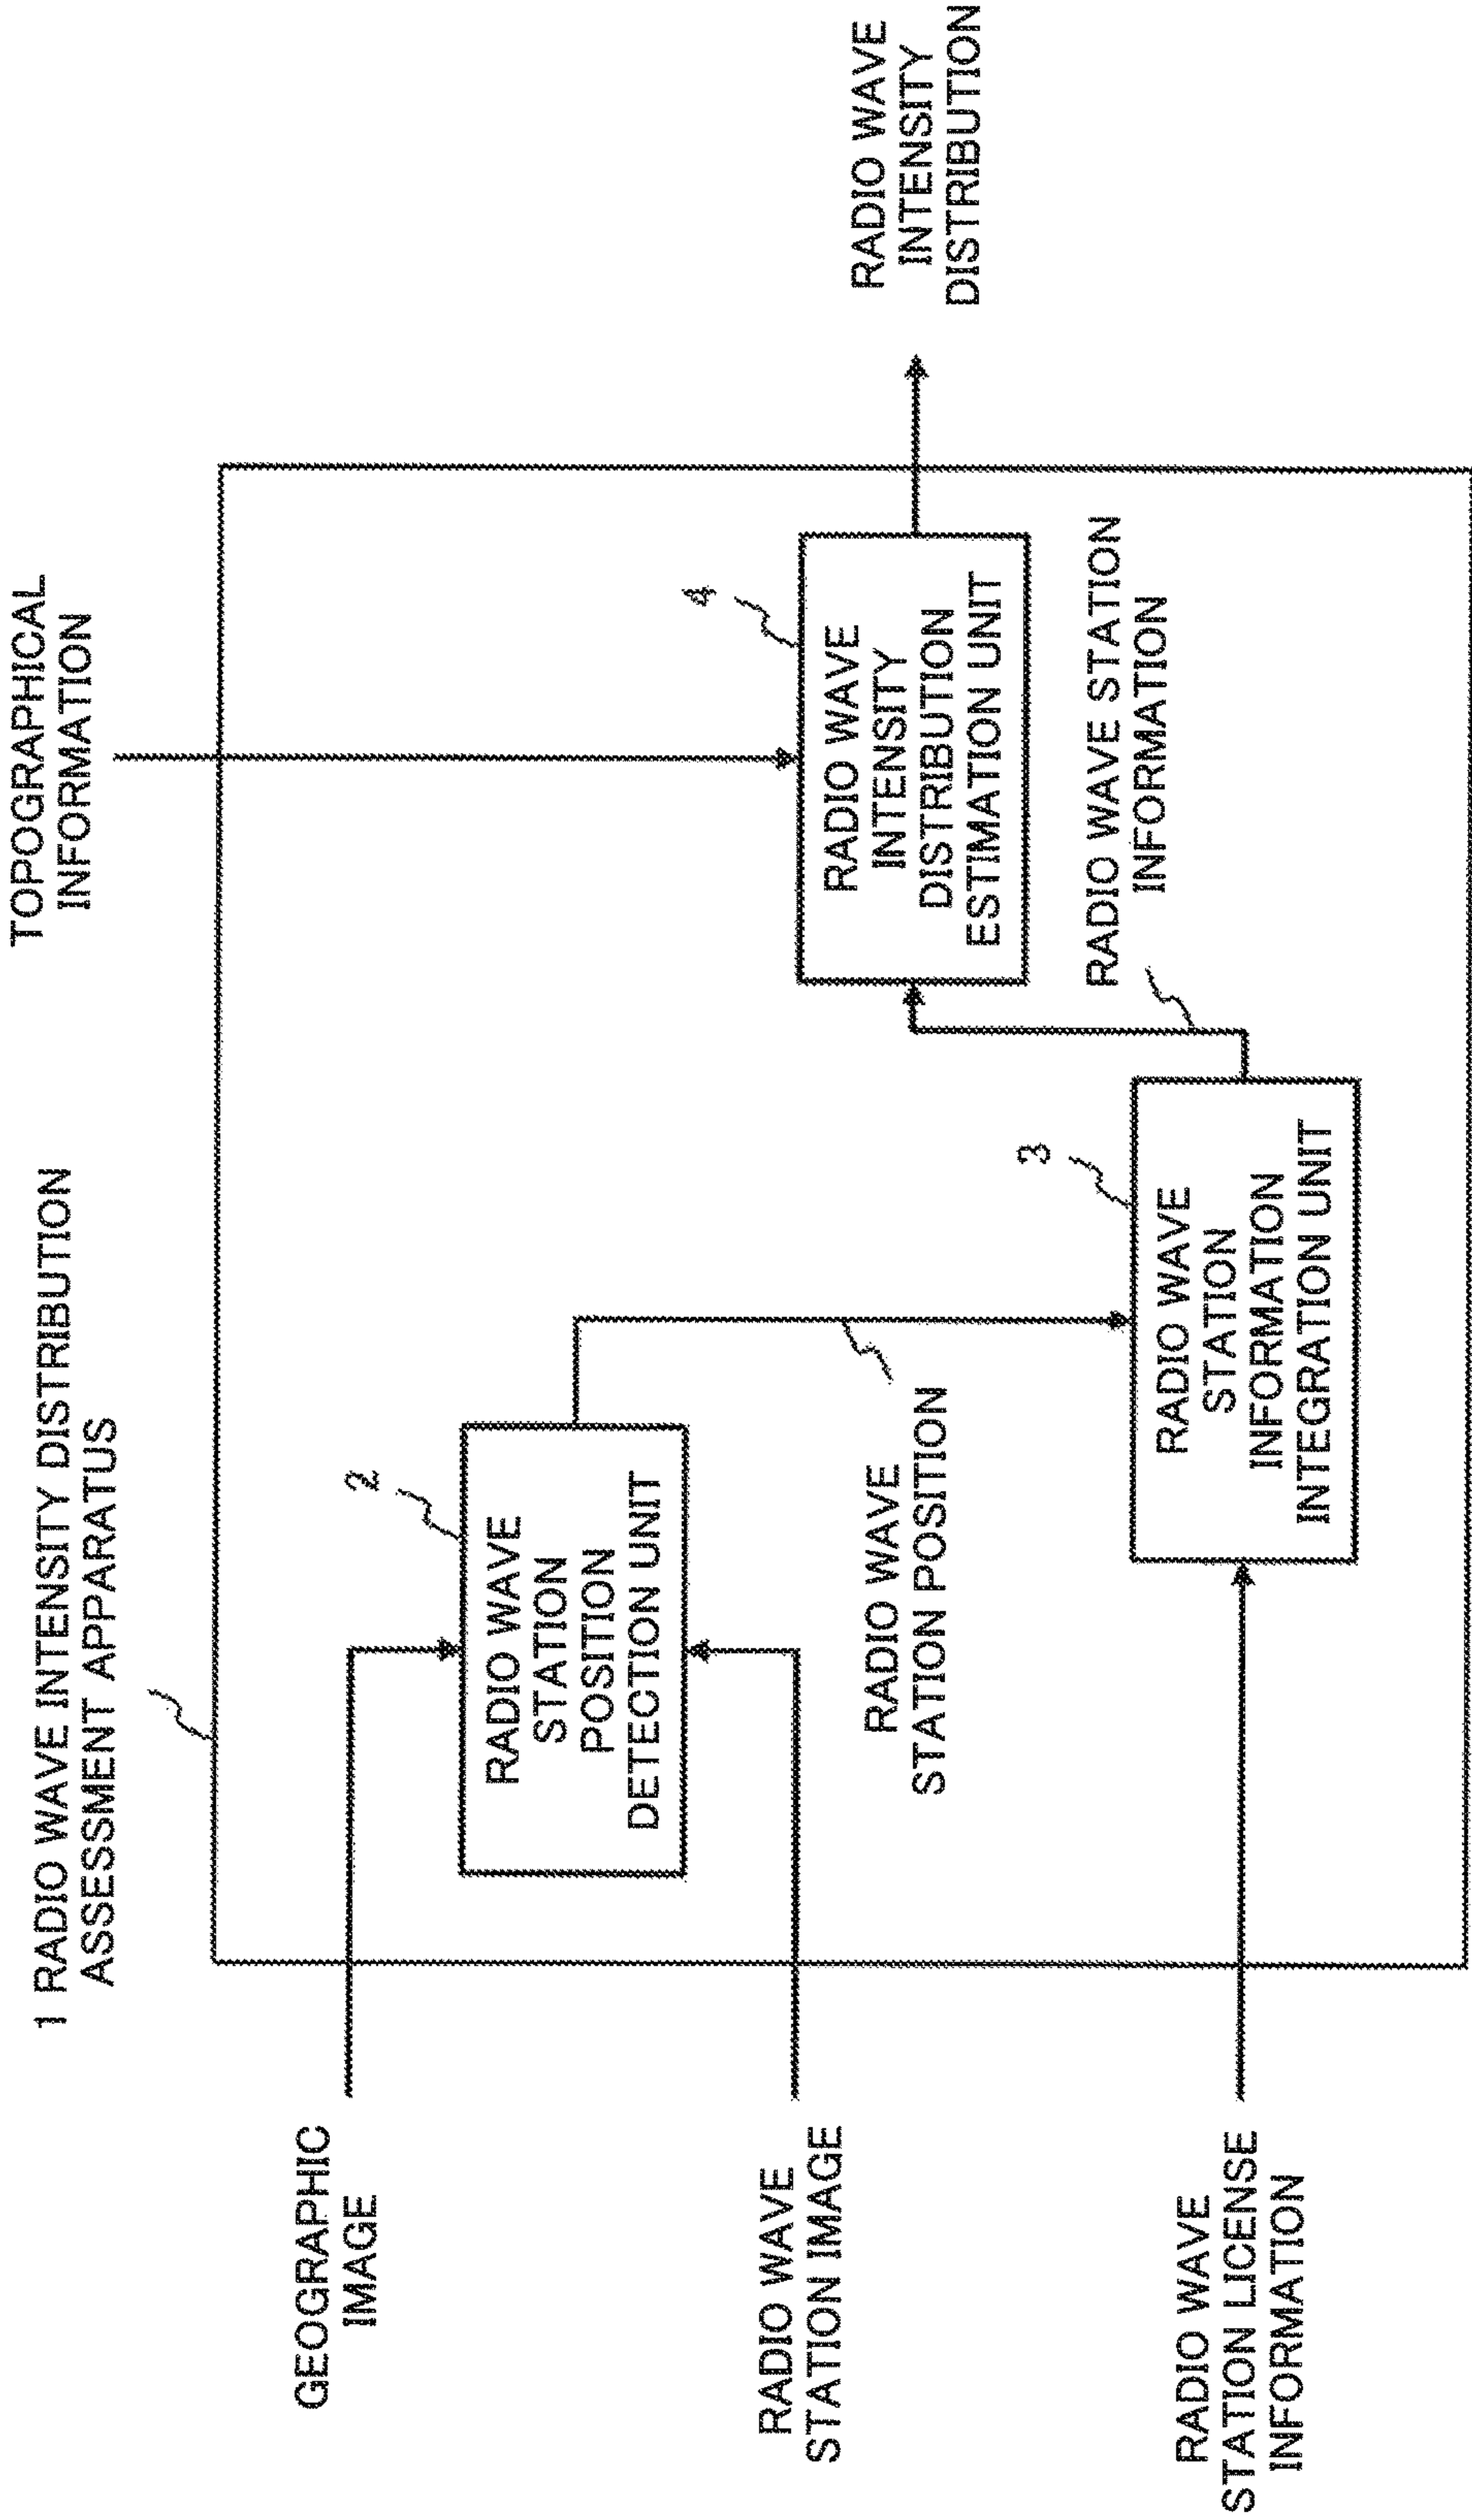 1 RADIO WAVE INTENSITY DISTRIBUTION
ASSESSMENT APPARATUS
TOPOGRAPHICAL
INFORMATION
GEOGRAPHIC
IMAGE
2
RADIO WAVE
STATION
POSITION
DETECTION UNIT
RADIO WAVE
STATION IMAGE
4
RADIO WAVE
INTENSITY
DISTRIBUTION
ESTIMATION UNIT
RADIO WAVE
INTENSITY
DISTRIBUTION
RADIO WAVE
STATION POSITION
3
RADIO WAVE STATION
INFORMATION
RADIO WAVE
STATION LICENSE
INFORMATION
RADIO WAVE
STATION
INFORMATION
INTEGRATION UNIT